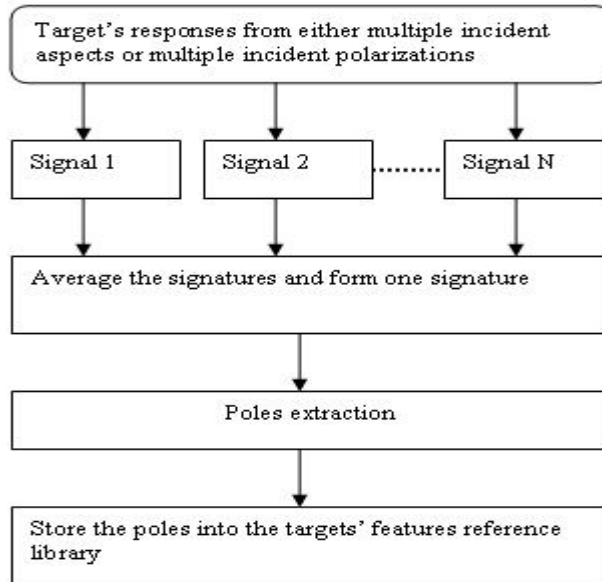 Target's responses from either multiple incident
aspects or multiple incident polarizations
Signal 1
Signal 2
Signal N
Average the signatures and form one signature
Poles extraction
Store the poles into the targets' features reference
library